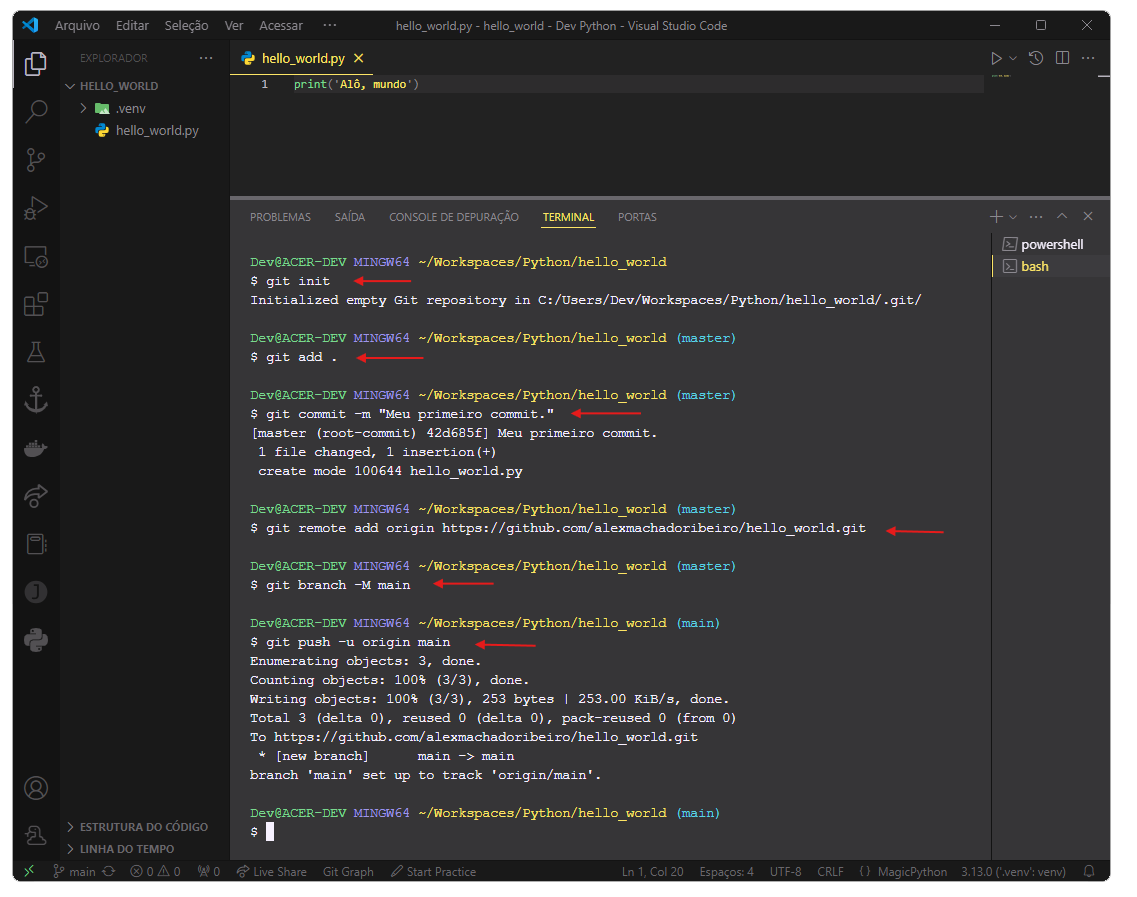 Arquivo Editar Seleção Ver Acessar ··· hello_world.py - hello_world - Dev Python - Visual Studio Code
EXPLORADOR ···
HELLO_WORLD
.venv
hello_world.py
hello_world.py
1 print('Alô, mundo')
PROBLEMAS SAÍDA CONSOLE DE DEPURAÇÃO TERMINAL PORTAS
powershell
bash
Dev@ACER-DEV MINGW64 ~/Workspaces/Python/hello_world
$ git init
Initialized empty Git repository in C:/Users/Dev/Workspaces/Python/hello_world/.git/
Dev@ACER-DEV MINGW64 ~/Workspaces/Python/hello_world (master)
$ git add .
Dev@ACER-DEV MINGW64 ~/Workspaces/Python/hello_world (master)
$ git commit -m "Meu primeiro commit."
[master (root-commit) 42d685f] Meu primeiro commit.
1 file changed, 1 insertion(+)
create mode 100644 hello_world.py
Dev@ACER-DEV MINGW64 ~/Workspaces/Python/hello_world (master)
$ git remote add origin https://github.com/alexmachadoribeiro/hello_world.git
Dev@ACER-DEV MINGW64 ~/Workspaces/Python/hello_world (master)
$ git branch -M main
Dev@ACER-DEV MINGW64 ~/Workspaces/Python/hello_world (main)
$ git push -u origin main
Enumerating objects: 3, done.
Counting objects: 100% (3/3), done.
Writing objects: 100% (3/3), 253 bytes | 253.00 KiB/s, done.
Total 3 (delta 0), reused 0 (delta 0), pack-reused 0 (from 0)
To https://github.com/alexmachadoribeiro/hello_world.git
* [new branch] main -> main
branch 'main' set up to track 'origin/main'.
Dev@ACER-DEV MINGW64 ~/Workspaces/Python/hello_world (main)
$
ESTRUTURA DO CÓDIGO
LINHA DO TEMPO
main 0 0 0 Live Share Git Graph Start Practice Ln 1, Col 20 Espaços: 4 UTF-8 CRLF {} MagicPython 3.13.0 ('.venv': venv)